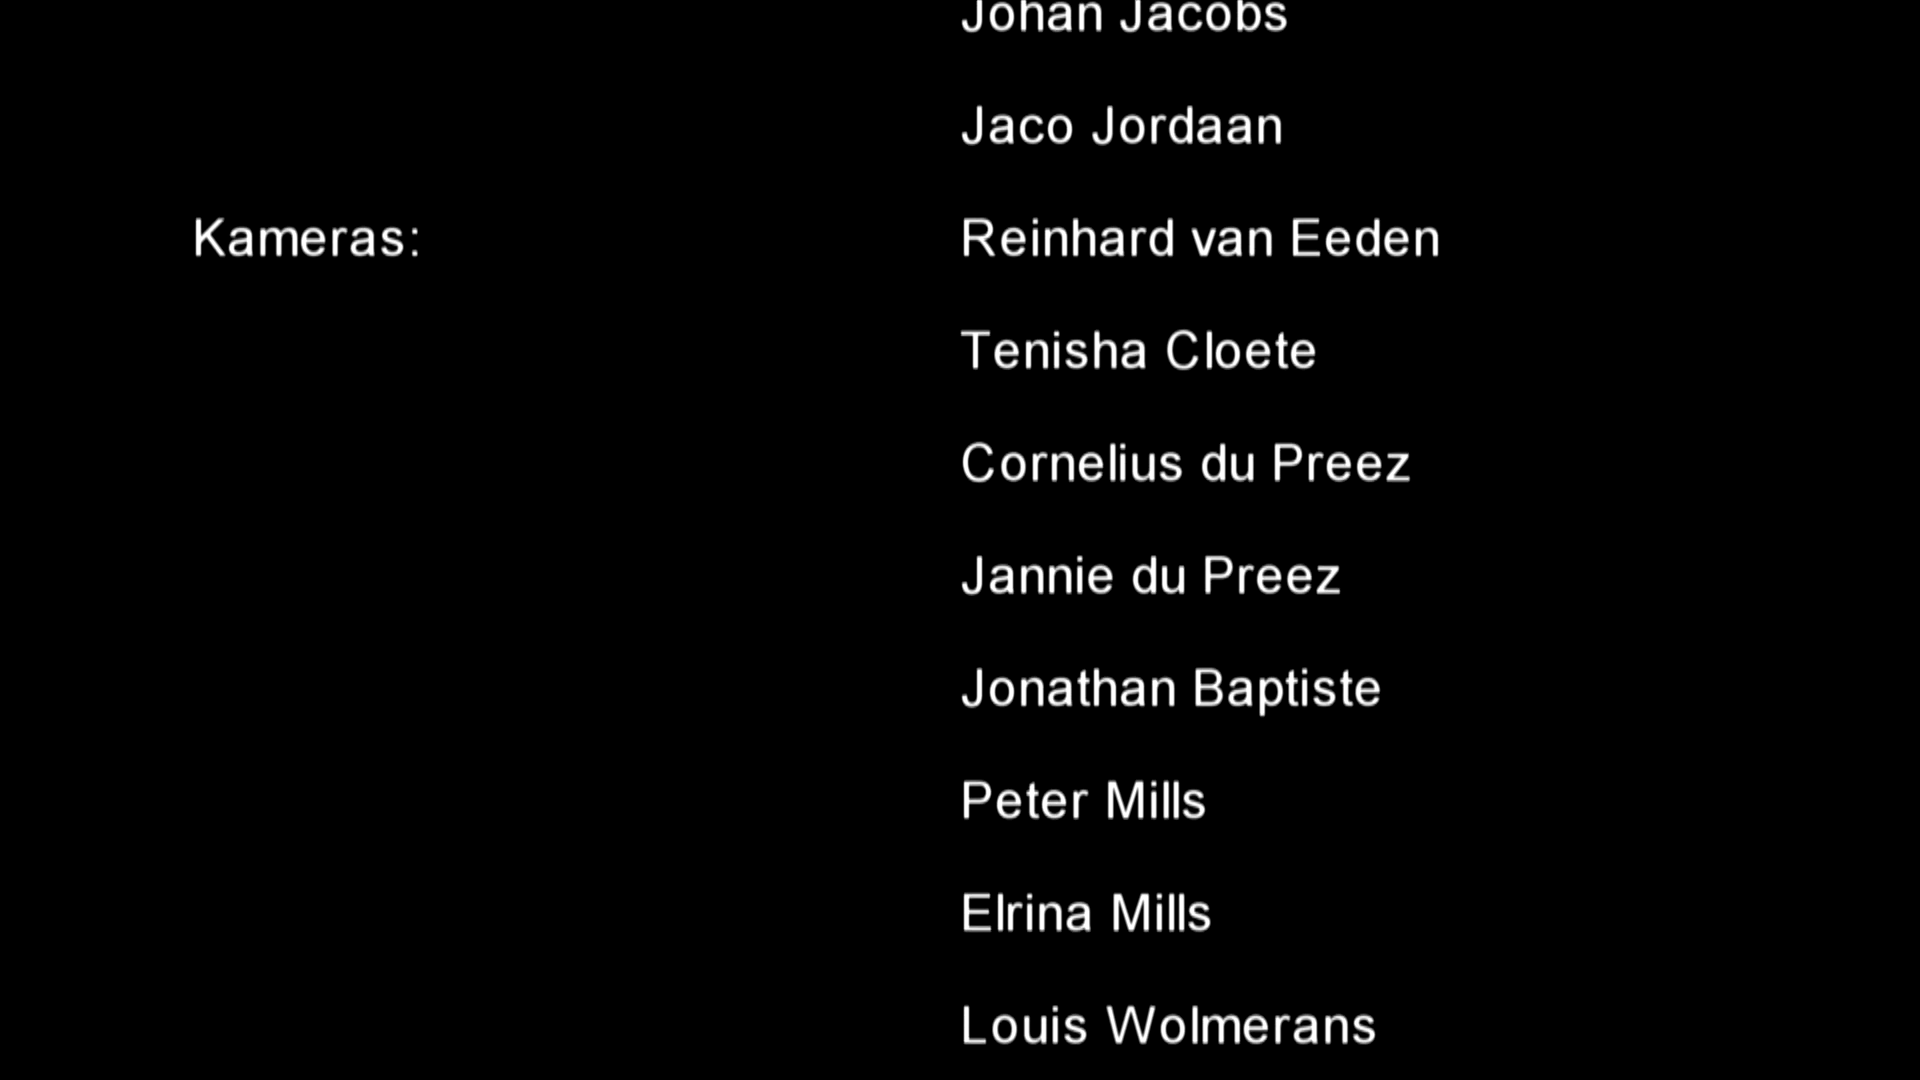 Johan Jacobs
Jaco Jordaan
Kameras: Reinhard van Eeden
Tenisha Cloete
Cornelius du Preez
Jannie du Preez
Jonathan Baptiste
Peter Mills
Elrina Mills
Louis Wolmerans